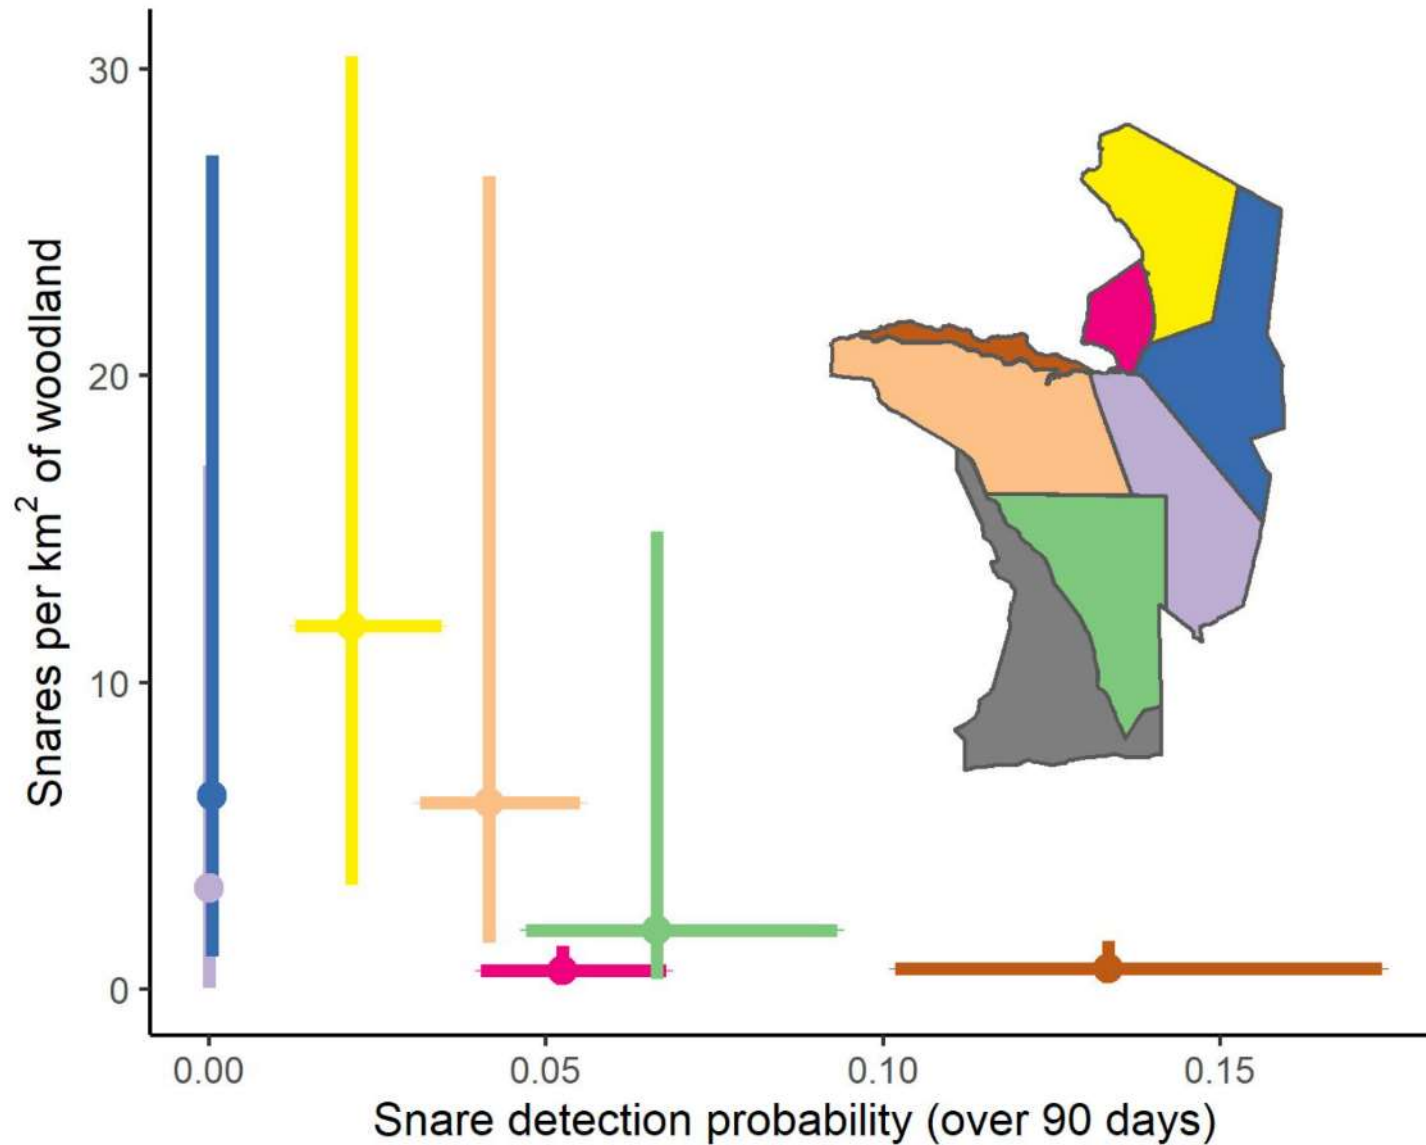 30
20
10
0
Snares per km² of woodland
0.00 0.05 0.10 0.15
Snare detection probability (over 90 days)